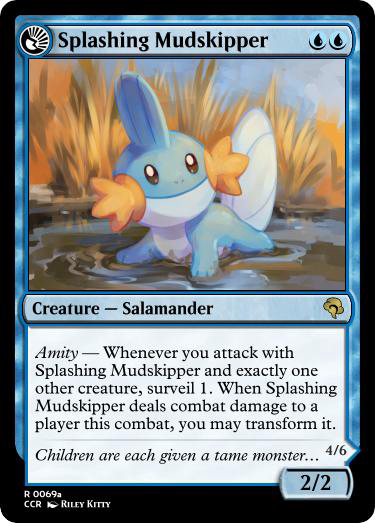 Splashing Mudskipper
Creature — Salamander
Amity — Whenever you attack with
Splashing Mudskipper and exactly one
other creature, surveil 1. When Splashing
Mudskipper deals combat damage to a
player this combat, you may transform it.
Children are each given a tame monster…
4/6
2/2
R 0069a
CCR Riley Kitty